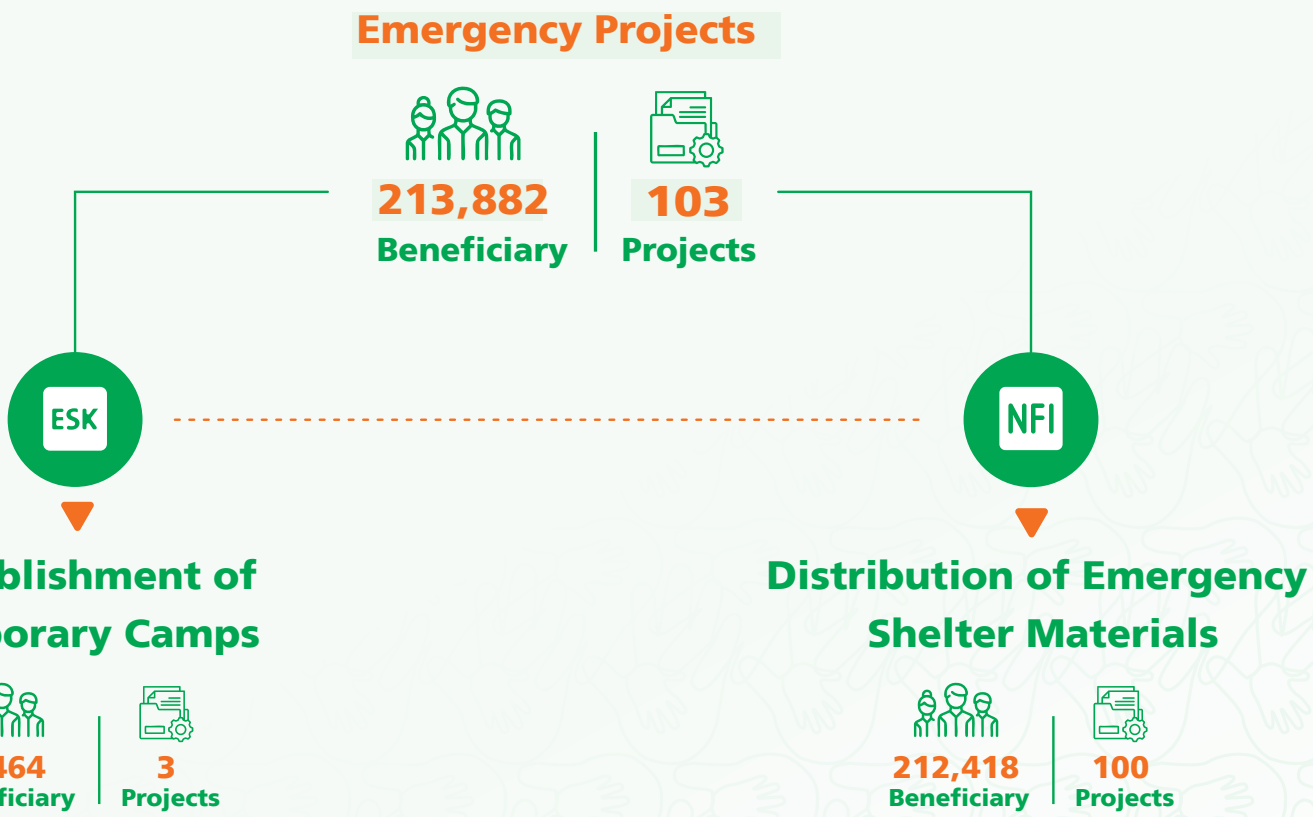 Emergency Projects
213,882
Beneficiary
103
Projects
ESK
NFI
blishment of
orary Camps
464
ficiary
3
Projects
Distribution of Emergency
Shelter Materials
212,418
Beneficiary
100
Projects